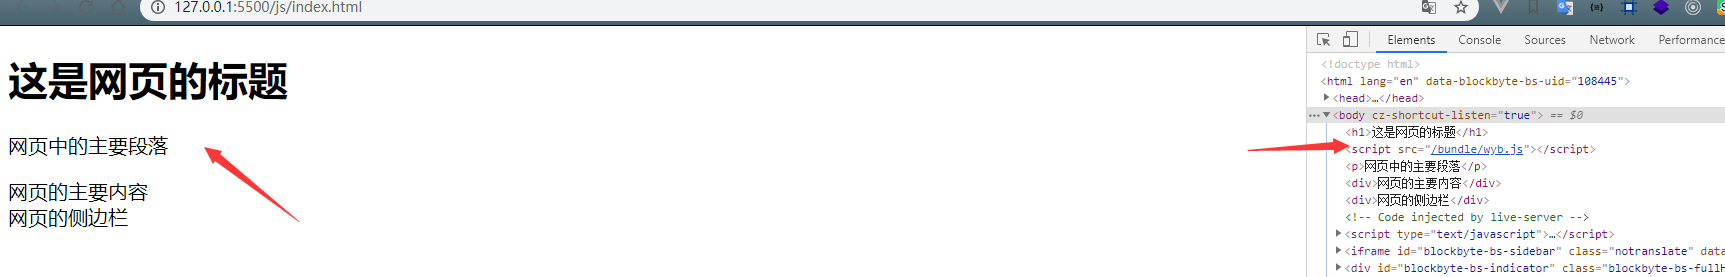 127.0.0.1:5500/js/index.html
这是网页的标题
网页中的主要段落
网页的主要内容
网页的侧边栏
Elements Console Sources Network Performance
<!doctype html>
<html lang="en" data-blockbyte-bs-uid="108445">
<head>…</head>
<body cz-shortcut-listen="true"> == $0
<h1>这是网页的标题</h1>
<script src="/bundle/wyb.js"></script>
<p>网页中的主要段落</p>
<div>网页的主要内容</div>
<div>网页的侧边栏</div>
<!-- Code injected by live-server -->
<script type="text/javascript">…</script>
<iframe id="blockbyte-bs-sidebar" class="notranslate" data
<div id="blockbyte-bs-indicator" class="blockbyte-bs-fullh